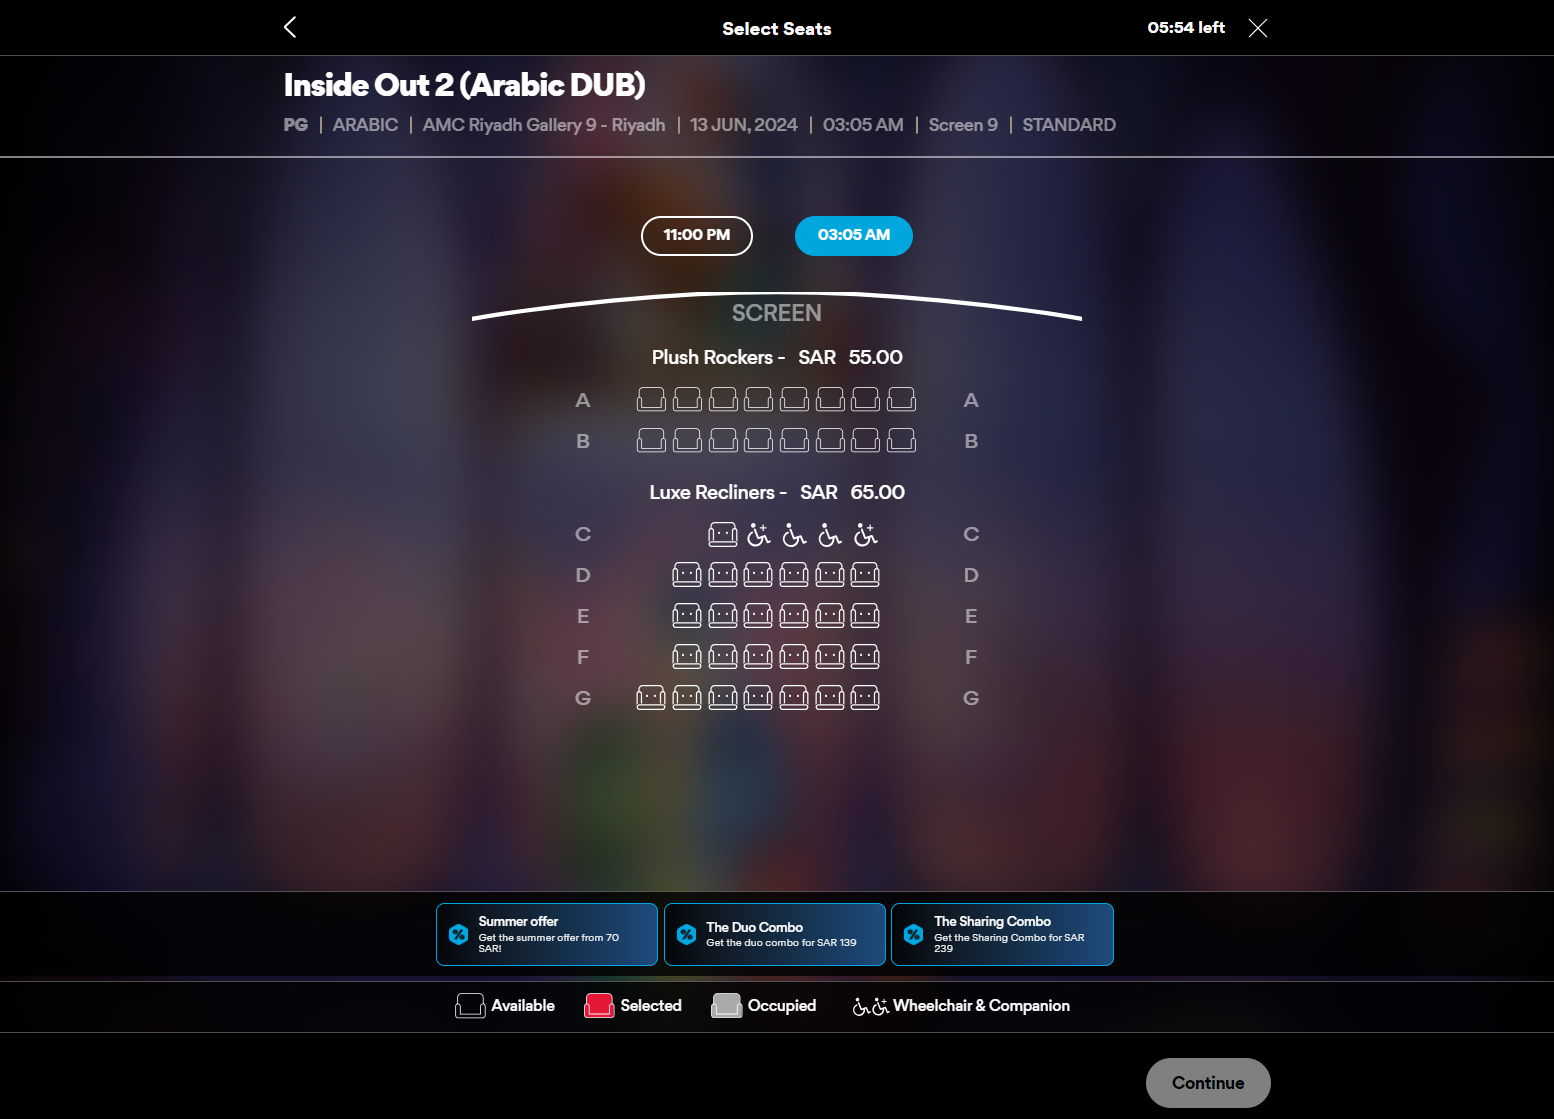 Select Seats
05:54 left
Inside Out 2 (Arabic DUB)
PG | ARABIC | AMC Riyadh Gallery 9 - Riyadh | 13 JUN, 2024 | 03:05 AM | Screen 9 | STANDARD
11:00 PM
03:05 AM
SCREEN
Plush Rockers - SAR 55.00
A A
B B
Luxe Recliners - SAR 65.00
C C
D D
E E
F F
G G
Summer offer
Get the summer offer from 70
SAR!
The Duo Combo
Get the duo combo for SAR 139
The Sharing Combo
Get the Sharing Combo for SAR
239
Available
Selected
Occupied
Wheelchair & Companion
Continue